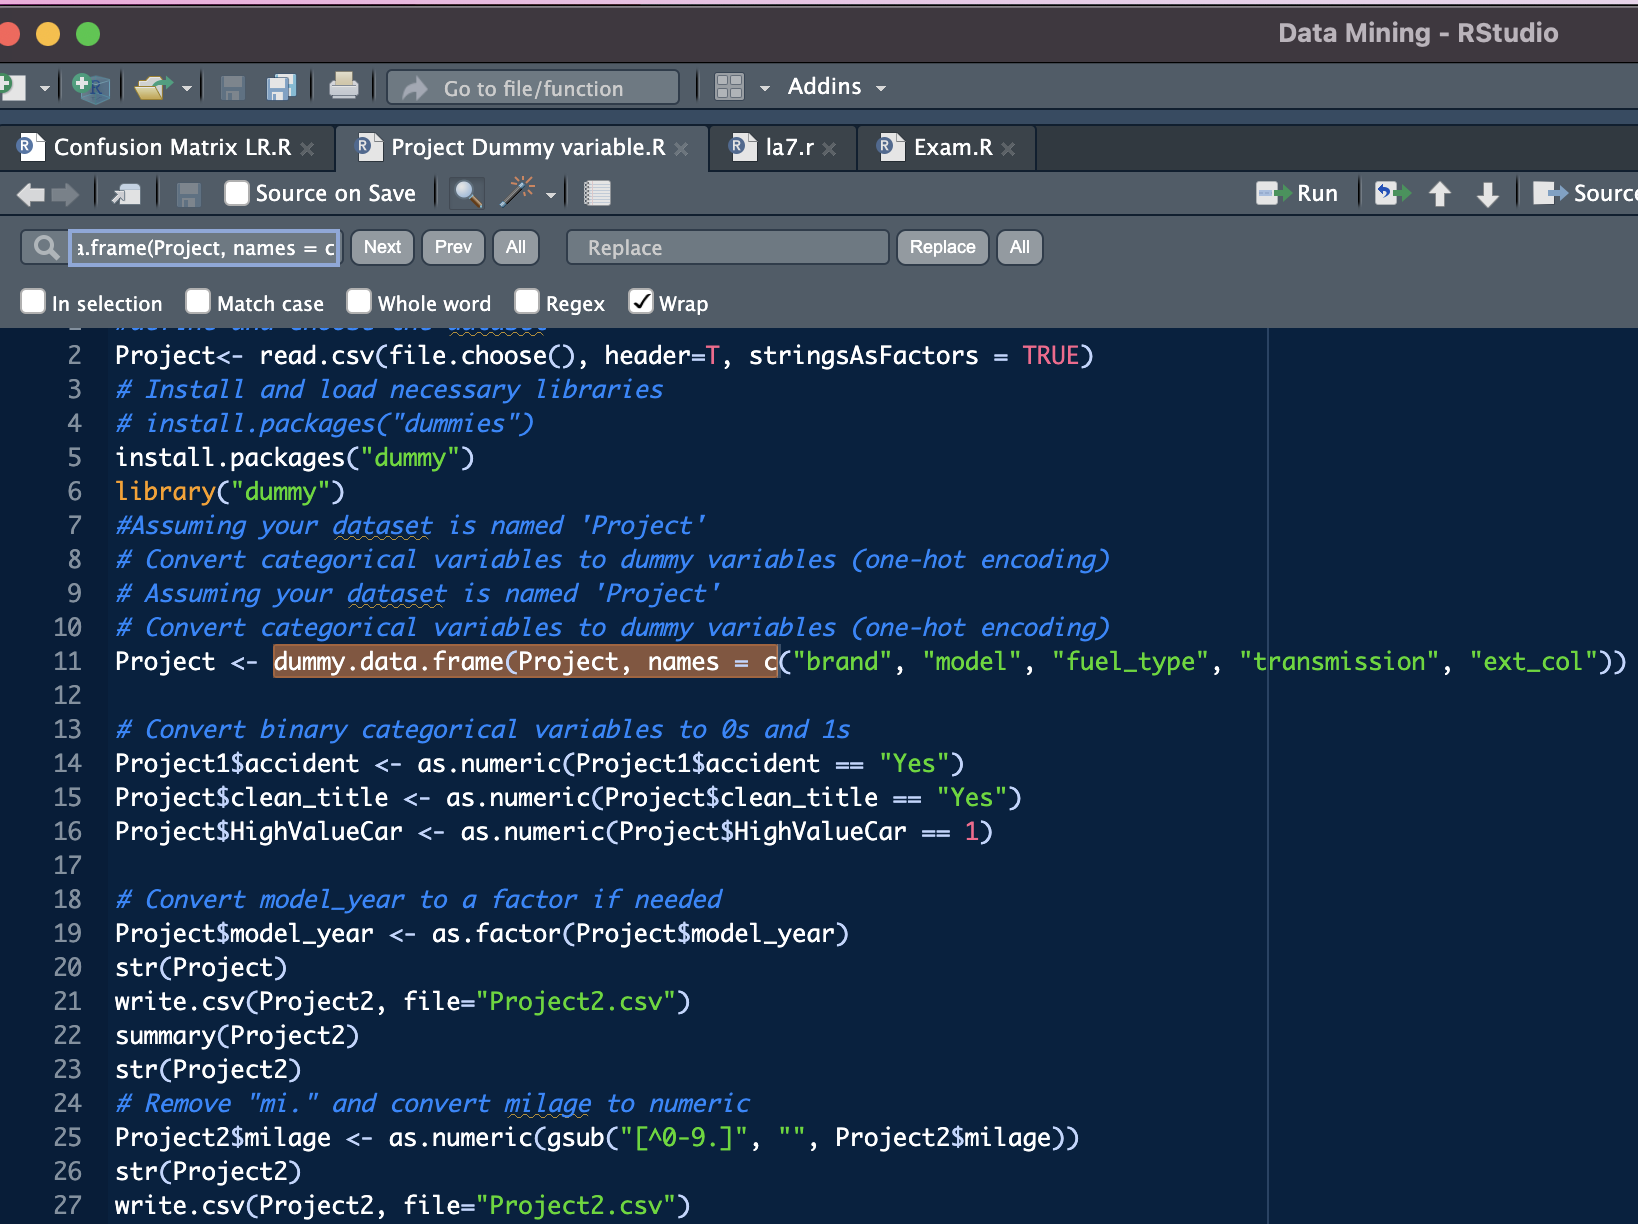 Data Mining - RStudio
Go to file/function
Addins
Confusion Matrix LR.R
Project Dummy variable.R
la7.r
Exam.R
Source on Save
Run
Sourc
a.frame(Project, names = c
Next
Prev
All
Replace
Replace
All
In selection
Match case
Whole word
Regex
Wrap
2 Project<- read.csv(file.choose(), header=T, stringsAsFactors = TRUE)
3 # Install and load necessary libraries
4 # install.packages("dummies")
5 install.packages("dummy")
6 library("dummy")
7 #Assuming your dataset is named 'Project'
8 # Convert categorical variables to dummy variables (one-hot encoding)
9 # Assuming your dataset is named 'Project'
10 # Convert categorical variables to dummy variables (one-hot encoding)
11 Project <- dummy.data.frame(Project, names = c("brand", "model", "fuel_type", "transmission", "ext_col"))
12
13 # Convert binary categorical variables to 0s and 1s
14 Project1$accident <- as.numeric(Project1$accident == "Yes")
15 Project$clean_title <- as.numeric(Project$clean_title == "Yes")
16 Project$HighValueCar <- as.numeric(Project$HighValueCar == 1)
17
18 # Convert model_year to a factor if needed
19 Project$model_year <- as.factor(Project$model_year)
20 str(Project)
21 write.csv(Project2, file="Project2.csv")
22 summary(Project2)
23 str(Project2)
24 # Remove "mi." and convert milage to numeric
25 Project2$milage <- as.numeric(gsub("[^0-9.]", "", Project2$milage))
26 str(Project2)
27 write.csv(Project2, file="Project2.csv")